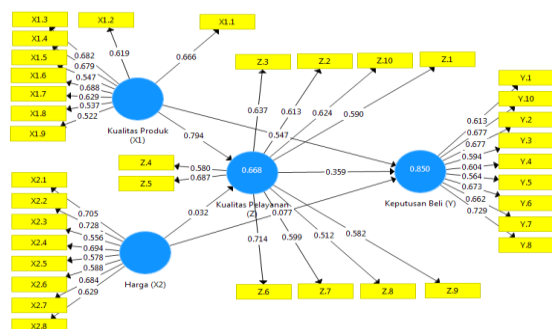 X1.3
X1.2
X1.1
X1.4
X1.5
X1.6
X1.7
X1.8
X1.9
0.682
0.679
0.547
0.688
0.629
0.537
0.522
0.619
0.666
Kualitas Produk
(X1)
Z.3
Z.2
Z.10
Z.1
0.637
0.613
0.624
0.590
0.794
0.547
Z.4
Z.5
0.580
0.687
0.668
Kualitas Pelayanan
(Z)
0.359
0.032
0.077
0.850
Keputusan Beli (Y)
Y.1
Y.10
Y.2
Y.3
Y.4
Y.5
Y.6
Y.7
Y.8
0.613
0.677
0.677
0.594
0.604
0.564
0.673
0.662
0.729
X2.1
X2.2
X2.3
X2.4
X2.5
X2.6
X2.7
X2.8
0.705
0.728
0.556
0.694
0.578
0.588
0.684
0.629
Harga (X2)
0.714
0.599
0.512
0.582
Z.6
Z.7
Z.8
Z.9